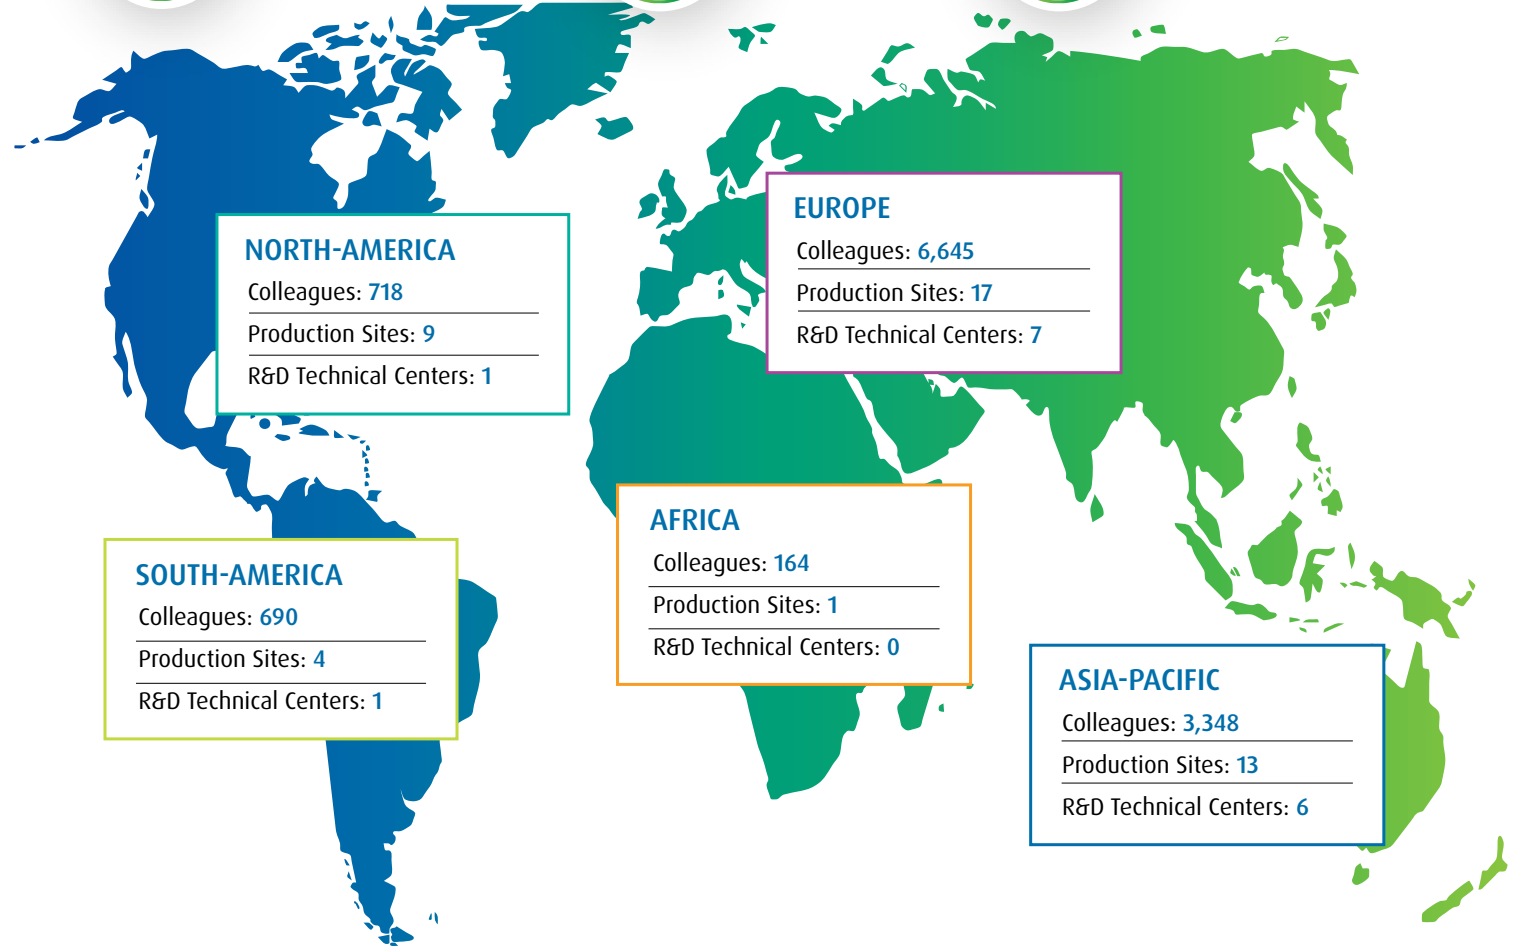 NORTH-AMERICA
Colleagues: 718
Production Sites: 9
R&D Technical Centers: 1
EUROPE
Colleagues: 6,645
Production Sites: 17
R&D Technical Centers: 7
SOUTH-AMERICA
Colleagues: 690
Production Sites: 4
R&D Technical Centers: 1
AFRICA
Colleagues: 164
Production Sites: 1
R&D Technical Centers: 0
ASIA-PACIFIC
Colleagues: 3,348
Production Sites: 13
R&D Technical Centers: 6